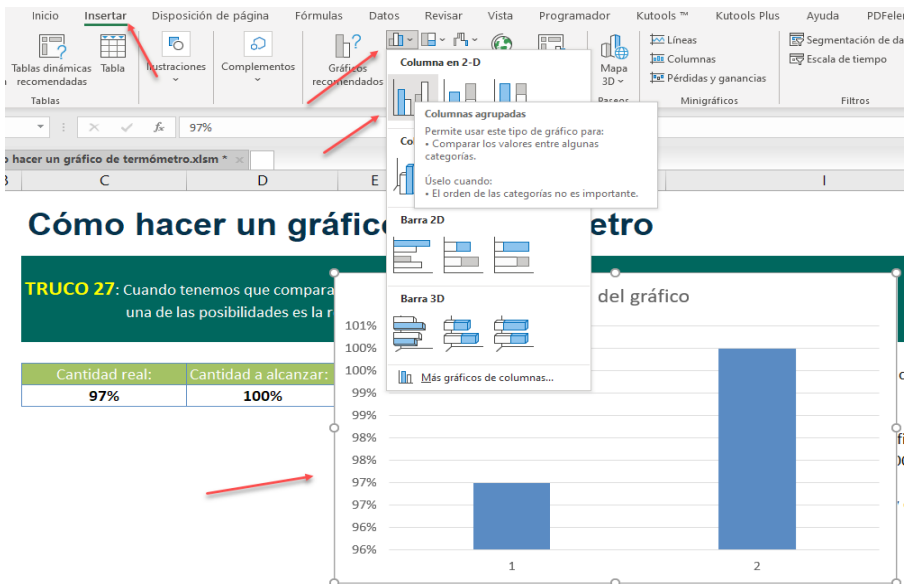 Inicio Insertar Disposición de página Fórmulas Datos Revisar Vista Programador Kutools ™ Kutools Plus Ayuda PDFeler
Tablas dinámicas recomendadas
Tabla
Ilustraciones
Complementos
Gráficos recomendados
Mapa 3D
Líneas
Columnas
Pérdidas y ganancias
Segmentación de da
Escala de tiempo
Tablas
Minigráficos
Filtros
fx 97%
o hacer un gráfico de termómetro.xlsm *
C D E I
Columna en 2-D
Columnas agrupadas
Permite usar este tipo de gráfico para:
• Comparar los valores entre algunas
categorías.
Úselo cuando:
• El orden de las categorías no es importante.
Barra 2D
Barra 3D
Más gráficos de columnas...
Cómo hacer un gráfic etro
TRUCO 27: Cuando tenemos que compara
una de las posibilidades es la r
Cantidad real: Cantidad a alcanzar:
97% 100%
del gráfico
101%
100%
100%
99%
99%
98%
98%
97%
97%
96%
96%
1 2